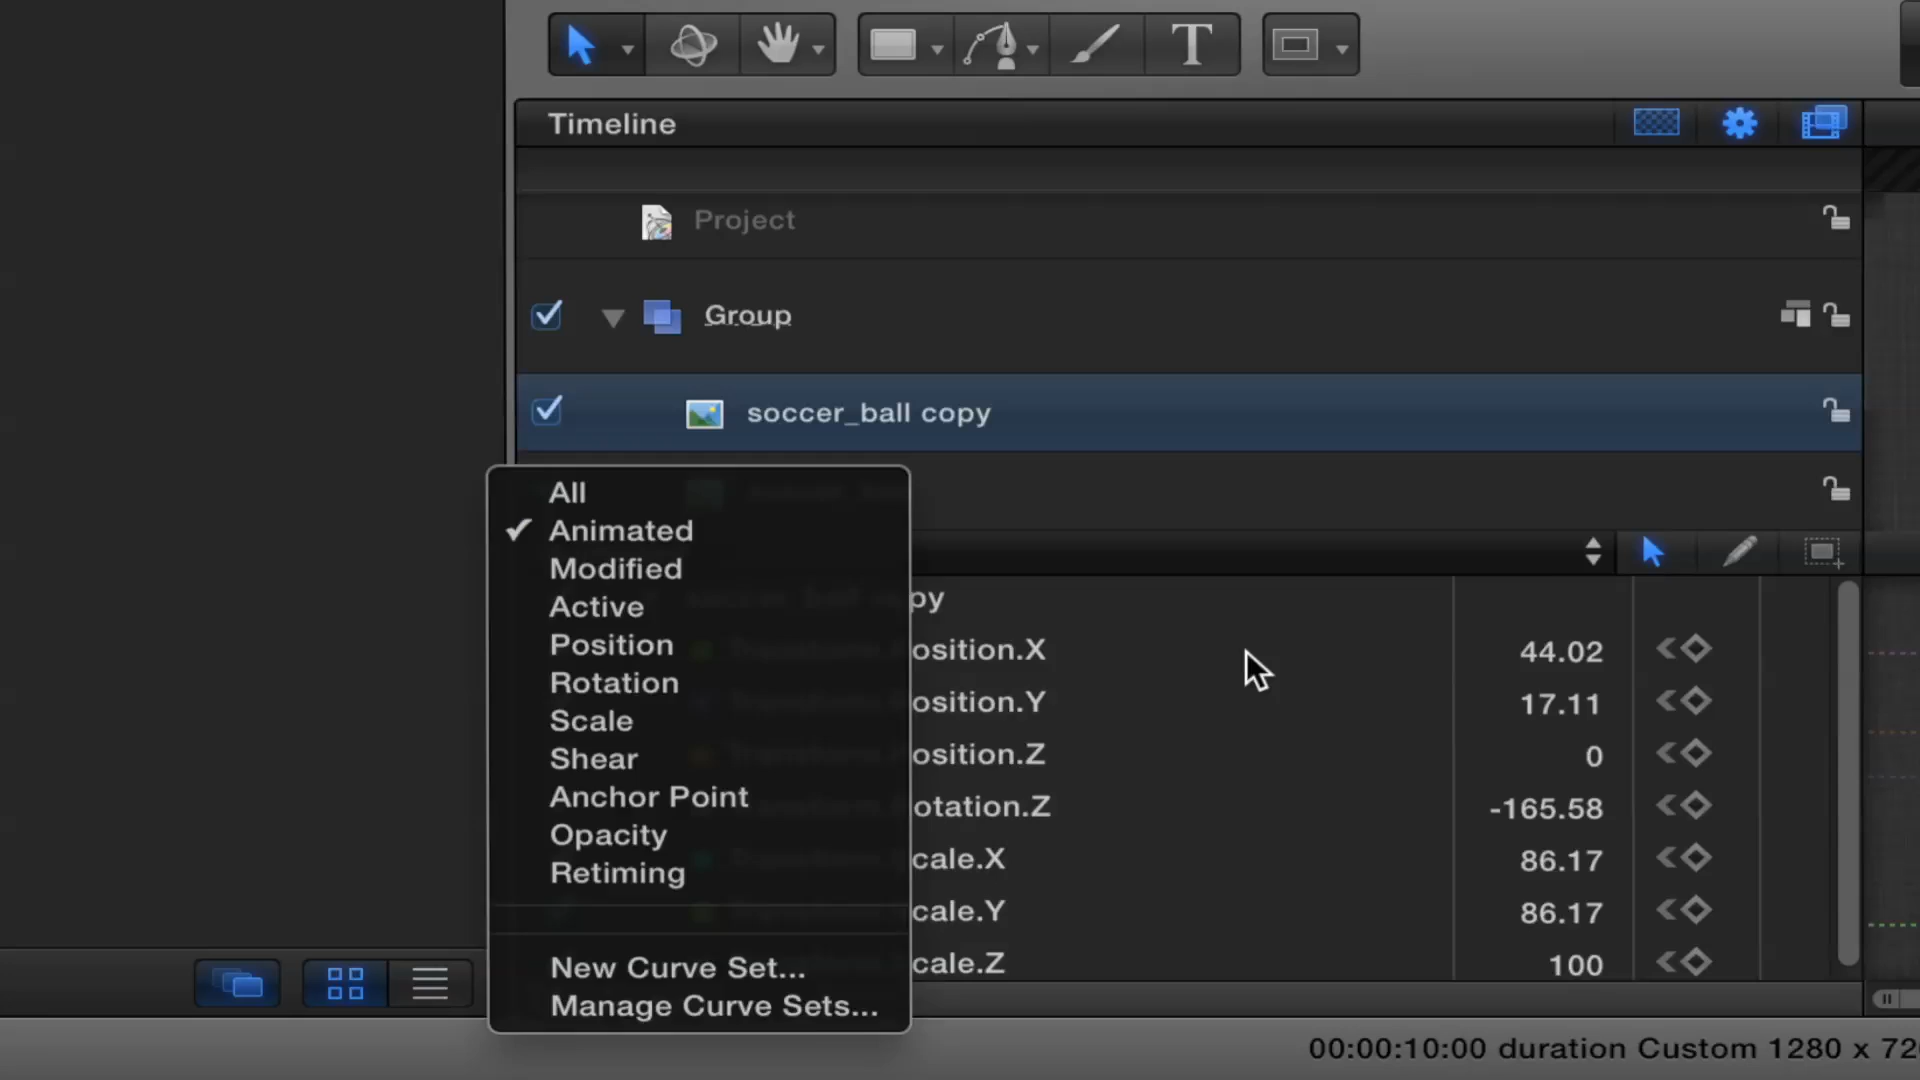 T
Timeline
Project
Group
soccer_ball copy
All
Animated
Modified
Active
Position
Rotation
Scale
Shear
Anchor Point
Opacity
Retiming
New Curve Set...
Manage Curve Sets...
py
osition.X 44.02
osition.Y 17.11
osition.Z 0
otation.Z -165.58
cale.X 86.17
cale.Y 86.17
cale.Z 100
00:00:10:00 duration Custom 1280 x 72